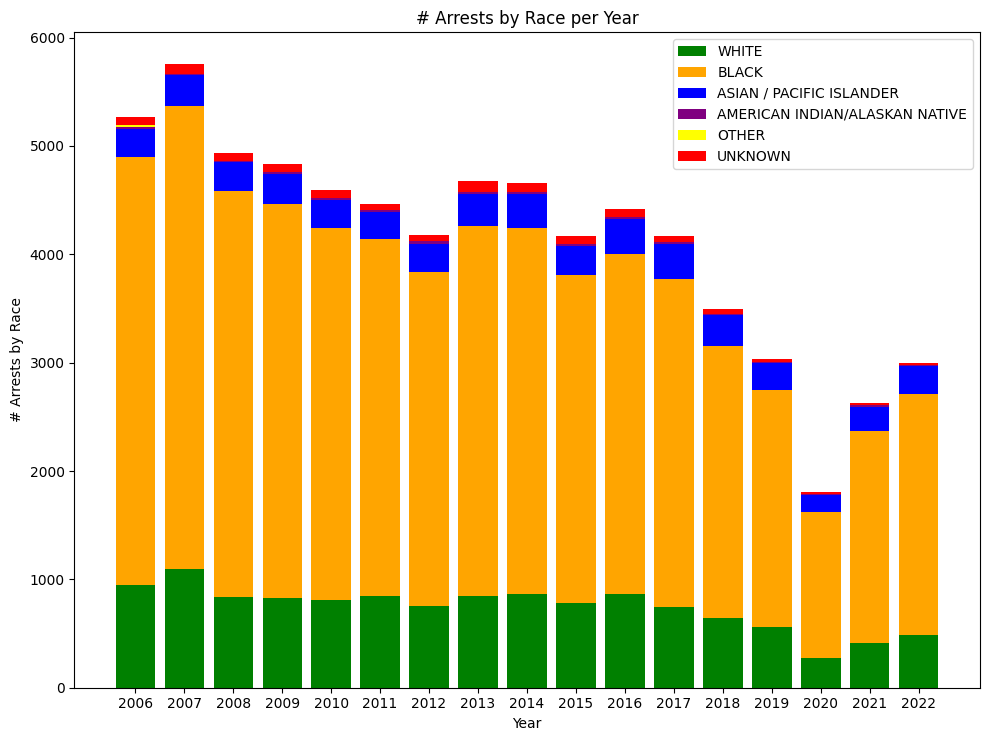 # Arrests by Race per Year
6000
5000
4000
3000
2000
1000
0
# Arrests by Race
WHITE
BLACK
ASIAN / PACIFIC ISLANDER
AMERICAN INDIAN/ALASKAN NATIVE
OTHER
UNKNOWN
2006 2007 2008 2009 2010 2011 2012 2013 2014 2015 2016 2017 2018 2019 2020 2021 2022
Year